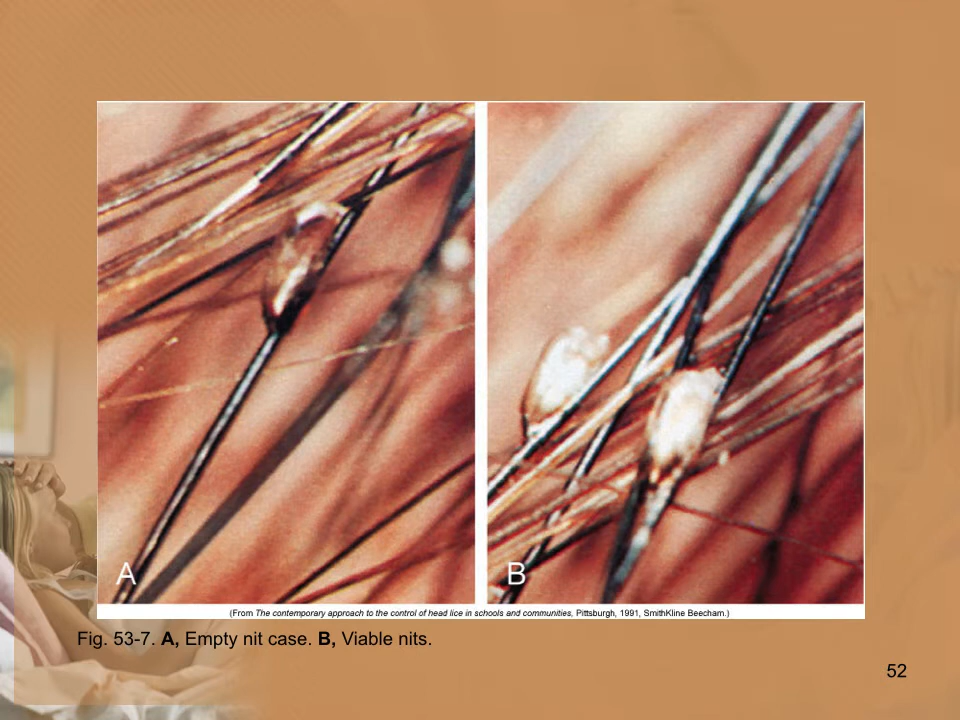 A
B
(From The contemporary approach to the control of head lice in schools and communities, Pittsburgh, 1991, SmithKline Beecham.)
Fig. 53-7. A, Empty nit case. B, Viable nits.
52